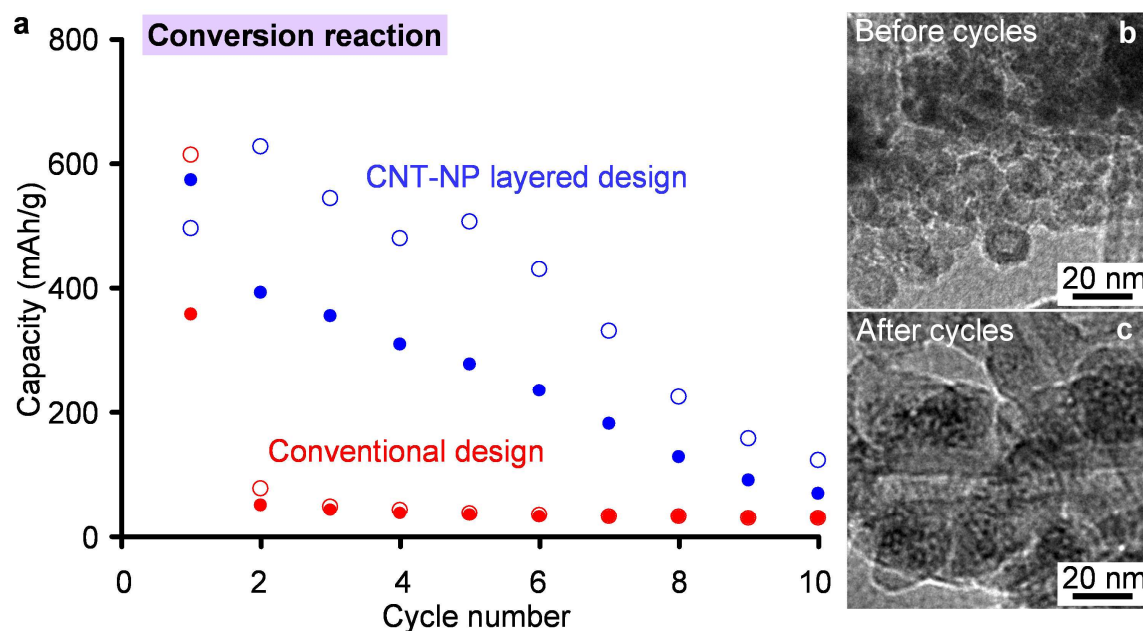 a
Conversion reaction
800
600
400
200
0
Capacity (mAh/g)
CNT-NP layered design
Conventional design
0 2 4 6 8 10
Cycle number
Before cycles b
20 nm
After cycles c
20 nm